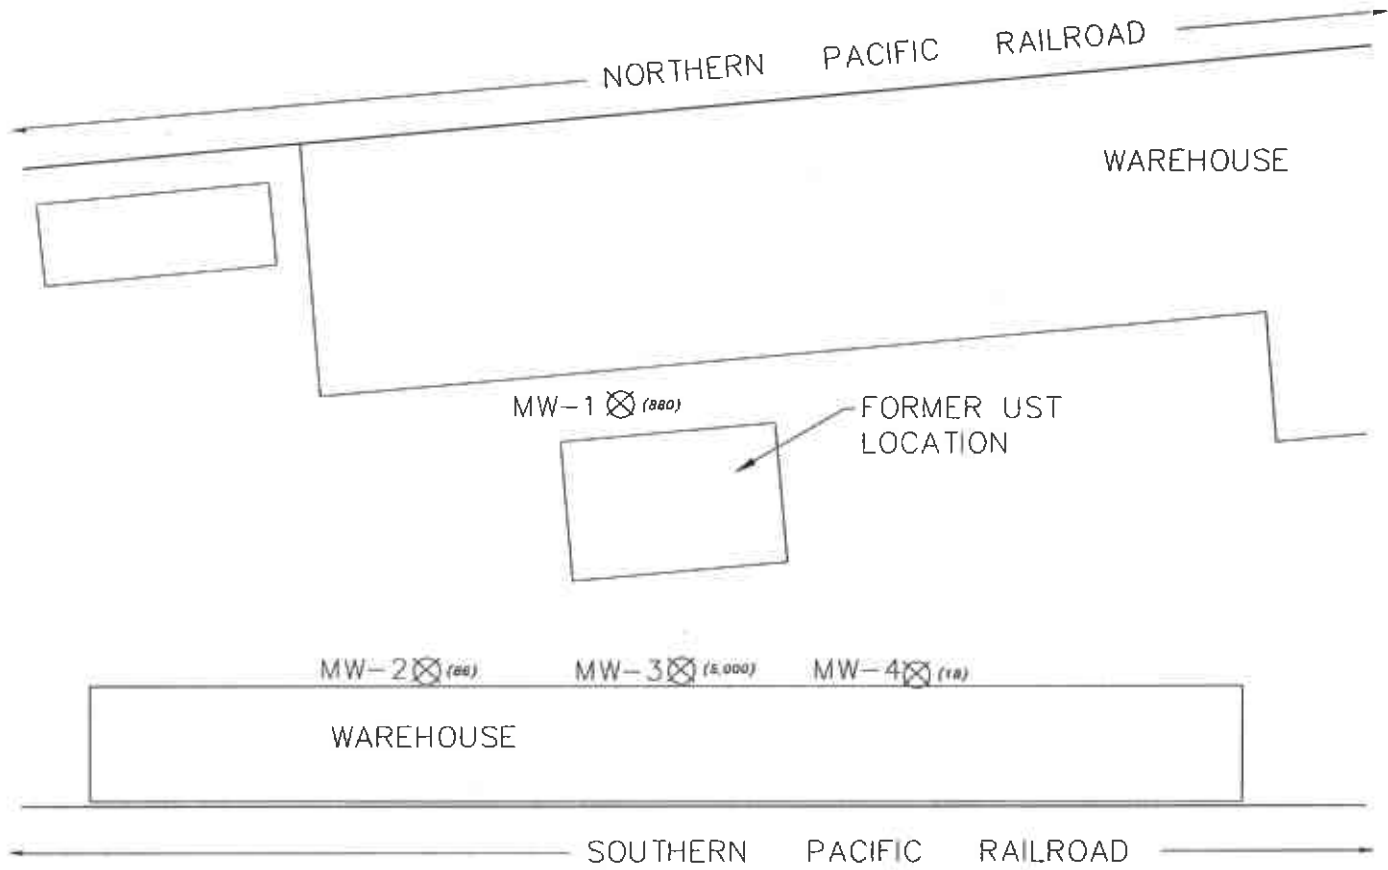 NORTHERN PACIFIC RAILROAD
WAREHOUSE
MW-1 (880)
FORMER UST
LOCATION
MW-2 (86) MW-3 (5,000) MW-4 (18)
WAREHOUSE
SOUTHERN PACIFIC RAILROAD